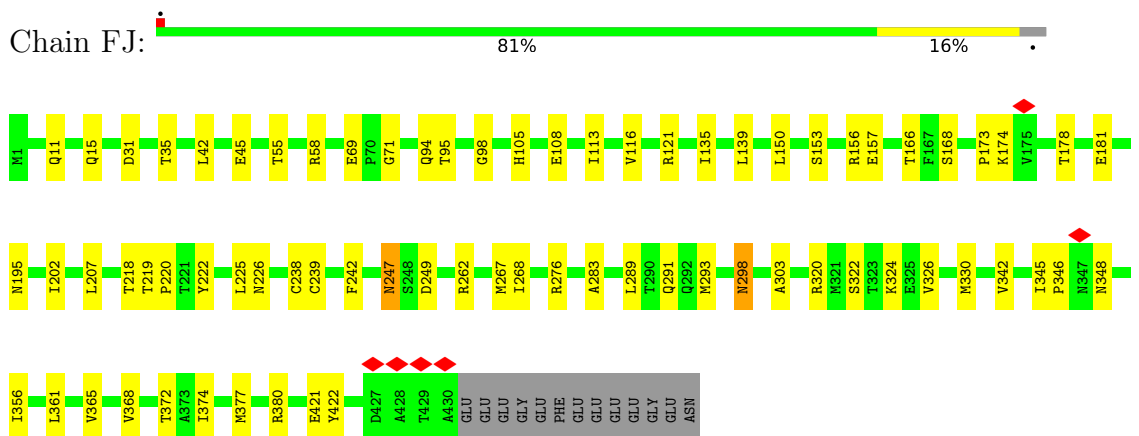 Chain FJ:
81% 16%
M1 Q11 Q15 D31 T35 L42 E45 T55 R58 E69 P70 G71 Q94 T95 G98 H105 E108 I113 V116 R121 I135 L139 L150 S153 R156 E157 T166 F167 S168 P173 K174 V175 T178 E181
N195 I202 L207 T218 T219 P220 T221 Y222 L225 N226 C238 C239 F242 N247 S248 D249 R262 M267 I268 R276 A283 L289 T290 Q291 Q292 M293 N298 A303 R320 M321 S322 T323 K324 E325 V326 M330 V342 I345 P346 N347 N348
I356 L361 V365 V368 T372 A373 I374 M377 R380 E421 Y422 D427 A428 T429 A430 GLU GLU GLU GLY GLU PHE GLU GLU GLU GLU GLY GLU ASN